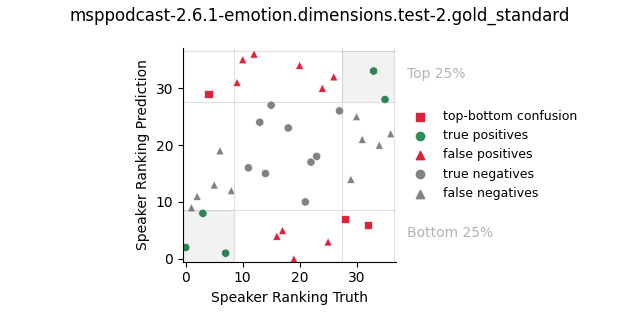 msppodcast-2.6.1-emotion.dimensions.test-2.gold_standard
Speaker Ranking Prediction
30
20
10
0
0
10
20
30
Speaker Ranking Truth
Top 25%
top-bottom confusion
true positives
false positives
true negatives
false negatives
Bottom 25%